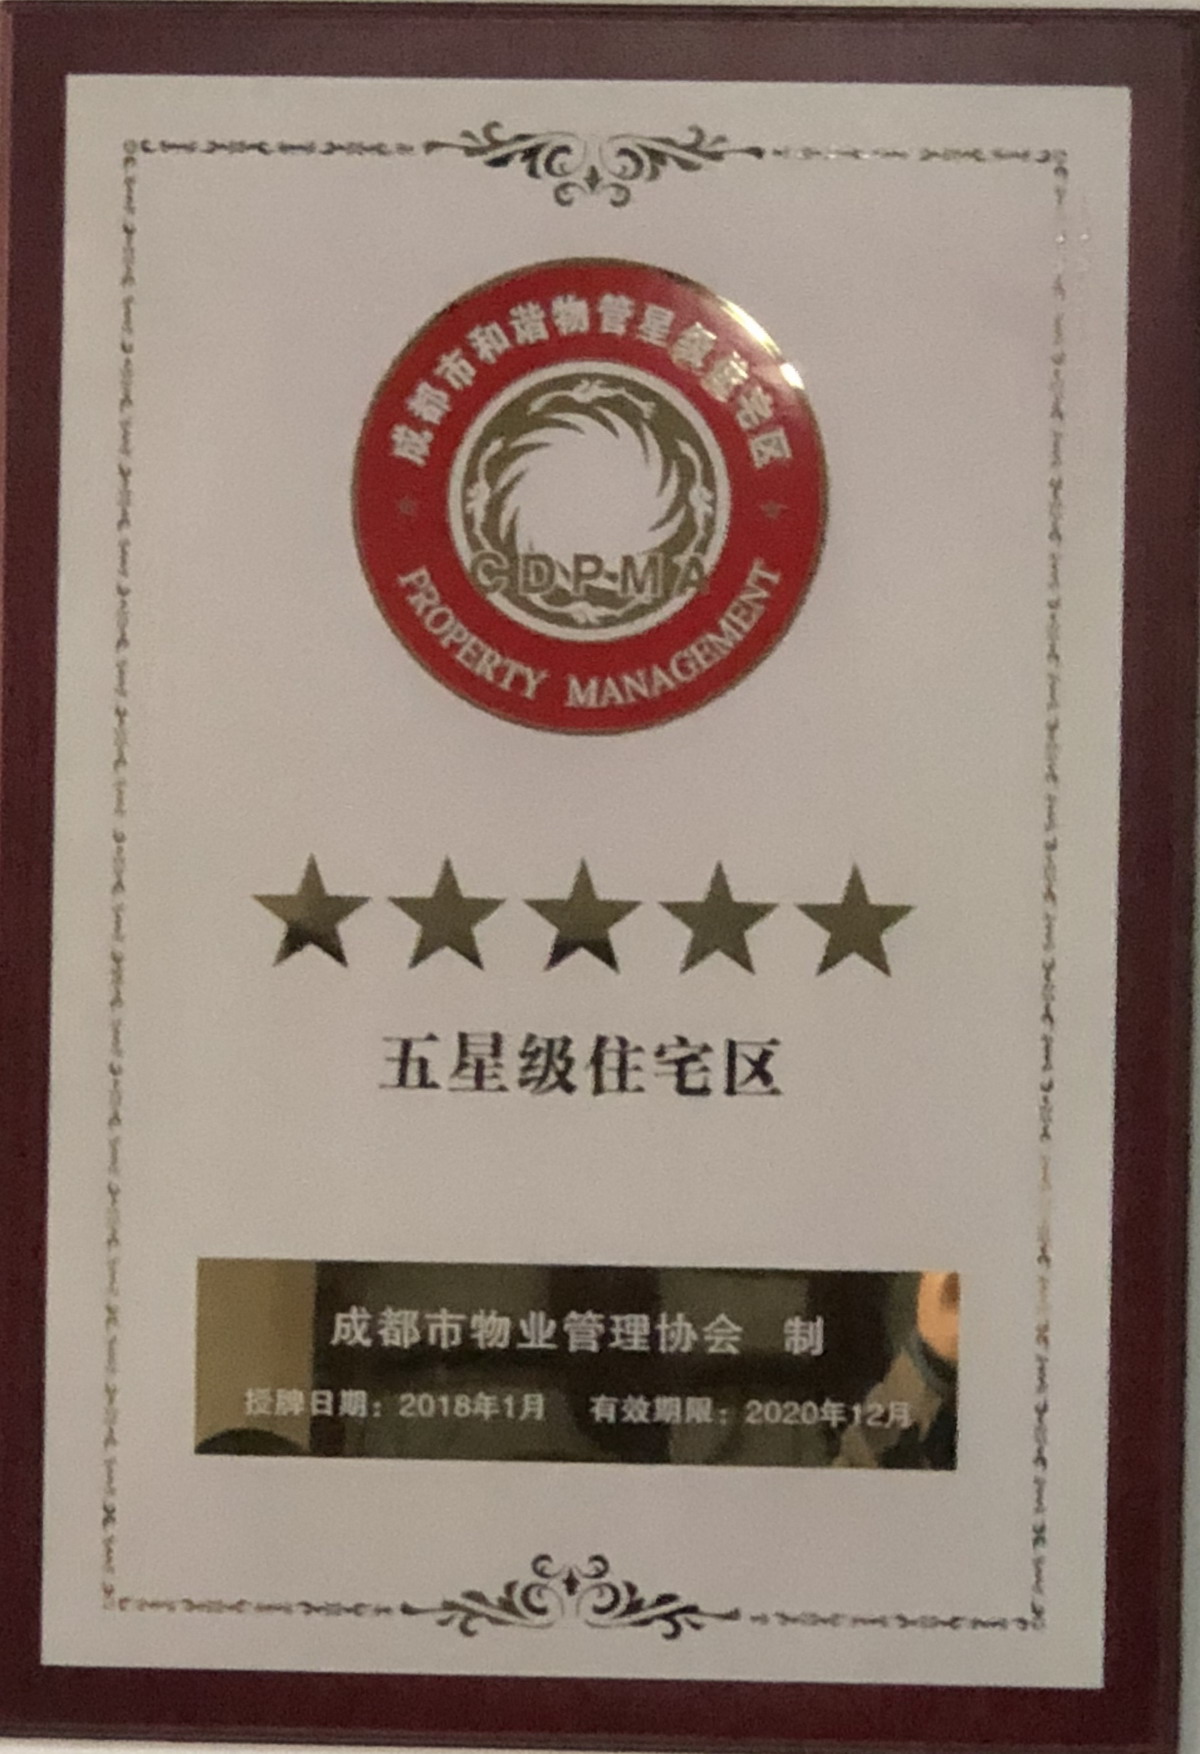 成都市和谐物管星级住宅区
CDPMA
PROPERTY MANAGEMENT
五星级住宅区
成都市物业管理协会 制
授牌日期：2018年1月 有效期限：2020年12月